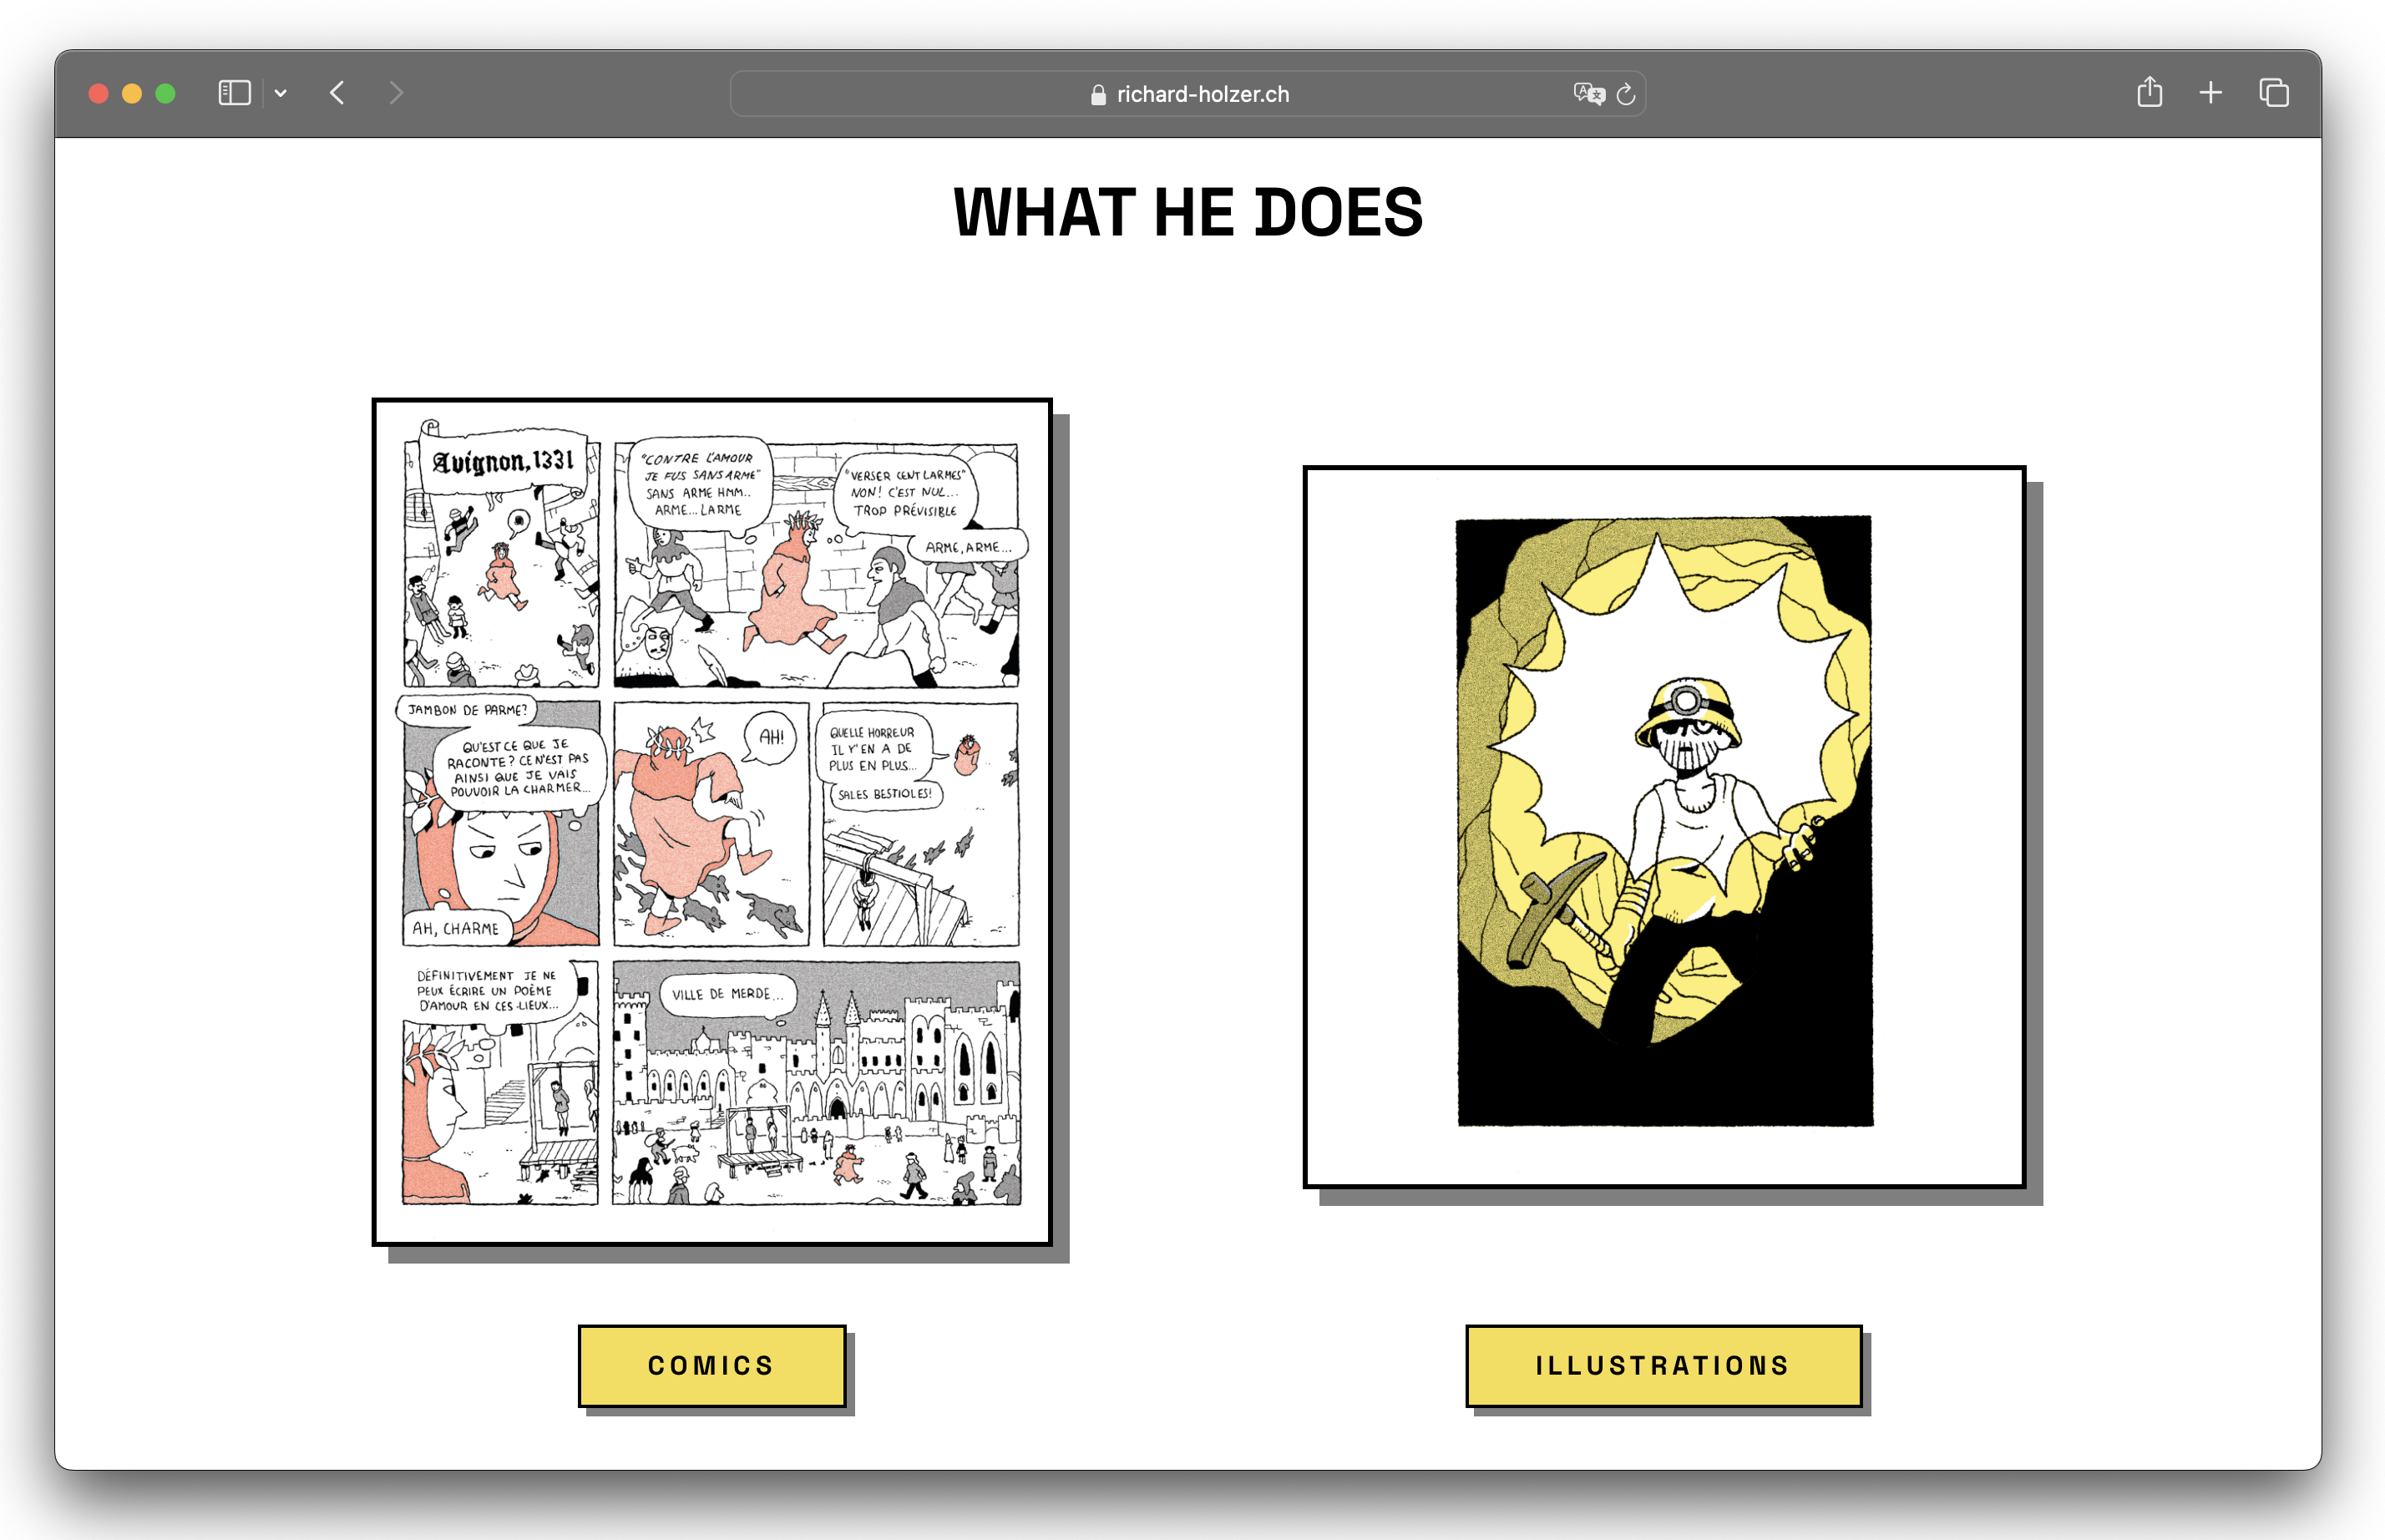 richard-holzer.ch
WHAT HE DOES
Avignon, 1331
"CONTRE L'AMOUR
JE FUS SANS ARME"
SANS ARME HMM..
ARME... LARME
"VERSER CENT LARMES"
NON! C'EST NUL...
TROP PRÉVISIBLE
ARME, ARME...
JAMBON DE PARME?
QU'EST CE QUE JE
RACONTE? CE N'EST PAS
AINSI QUE JE VAIS
POUVOIR LA CHARMER...
AH, CHARME
AH!
QUELLE HORREUR
IL Y'EN A DE
PLUS EN PLUS...
SALES BESTIOLES!
DÉFINITIVEMENT JE NE
PEUX ÉCRIRE UN POÈME
D'AMOUR EN CES LIEUX...
VILLE DE MERDE...
COMICS
ILLUSTRATIONS